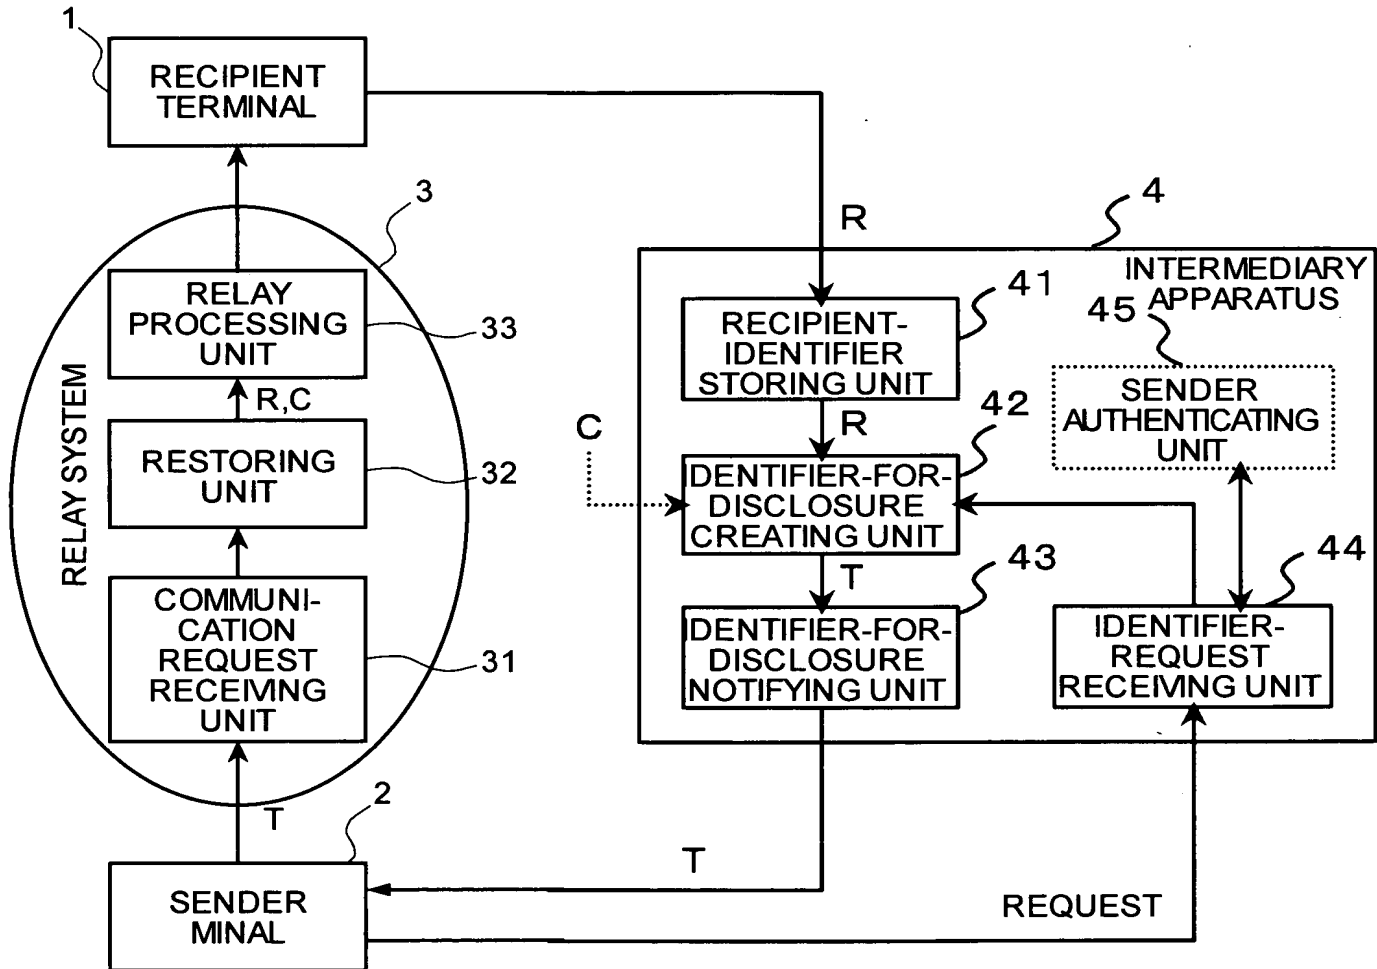 1
RECIPIENT
TERMINAL
3
RELAY SYSTEM
RELAY
PROCESSING
UNIT
33
R,C
RESTORING
UNIT
32
COMMUNI-
CATION
REQUEST
RECEIVING
UNIT
31
T
2
SENDER
MINAL
R
4
INTERMEDIARY
APPARATUS
41
RECIPIENT-
IDENTIFIER
STORING UNIT
45
SENDER
AUTHENTICATING
UNIT
C
R
42
IDENTIFIER-FOR-
DISCLOSURE
CREATING UNIT
T
43
IDENTIFIER-FOR-
DISCLOSURE
NOTIFYING UNIT
44
IDENTIFIER-
REQUEST
RECEIVING UNIT
T
REQUEST